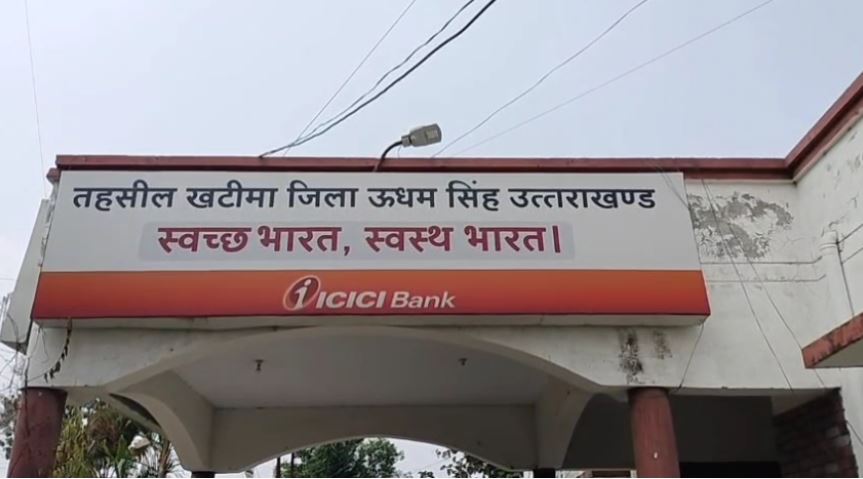 तहसील खटीमा जिला ऊधम सिंह उत्तराखण्ड
स्वच्छ भारत, स्वस्थ भारत।
ICICI Bank